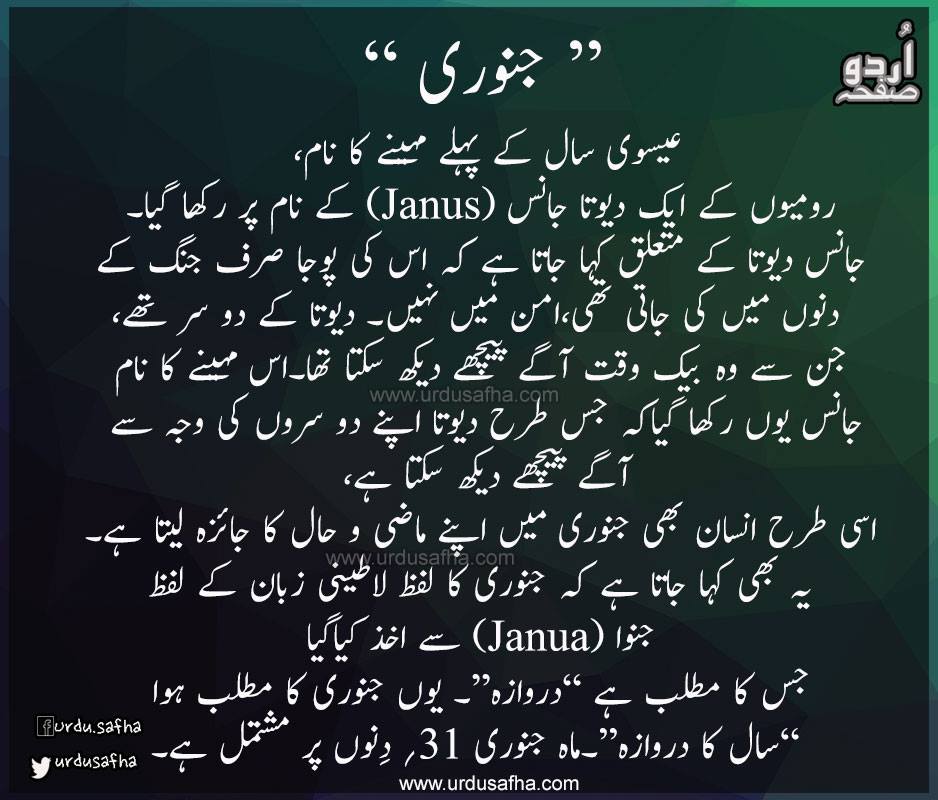 ” جنوری “
اُردو
صفحہ
عیسوی سال کے پہلے مہینے کا نام،
رومیوں کے ایک دیوتا جانس (Janus) کے نام پر رکھا گیا۔
جانس دیوتا کے متعلق کہا جاتا ہے کہ اس کی پوجا صرف جنگ کے
دنوں میں کی جاتی تھی،امن میں نہیں۔ دیوتا کے دو سر تھے،
جن سے وہ بیک وقت آگے پیچھے دیکھ سکتا تھا۔اس مہینے کا نام
www.urdusafha.com
جانس یوں رکھا گیاکہ جس طرح دیوتا اپنے دو سروں کی وجہ سے
آگے پیچھے دیکھ سکتا ہے،
اسی طرح انسان بھی جنوری میں اپنے ماضی و حال کا جائزہ لیتا ہے۔
www.urdusafha.com
یہ بھی کہا جاتا ہے کہ جنوری کا لفظ لاطینی زبان کے لفظ
جنوا (Janua) سے اخذ کیاگیا
جس کا مطلب ہے “دروازہ”۔ یوں جنوری کا مطلب ہوا
“سال کا دروازہ”۔ماہ جنوری 31؍ دِنوں پر مشتمل ہے۔
urdu.safha
urdusafha
www.urdusafha.com